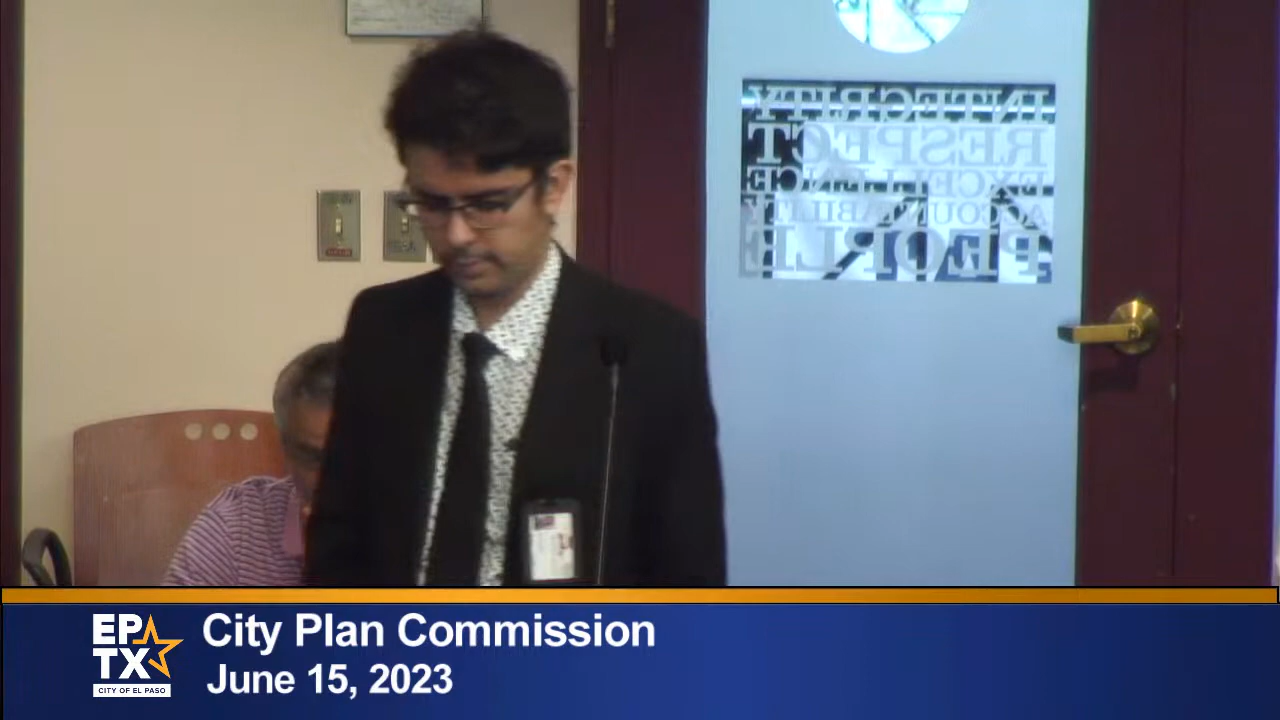 INTEGRITY
RESPECT
EXCELLENCE
ACCOUNTABILITY
PEOPLE
EP
TX
CITY OF EL PASO
City Plan Commission
June 15, 2023